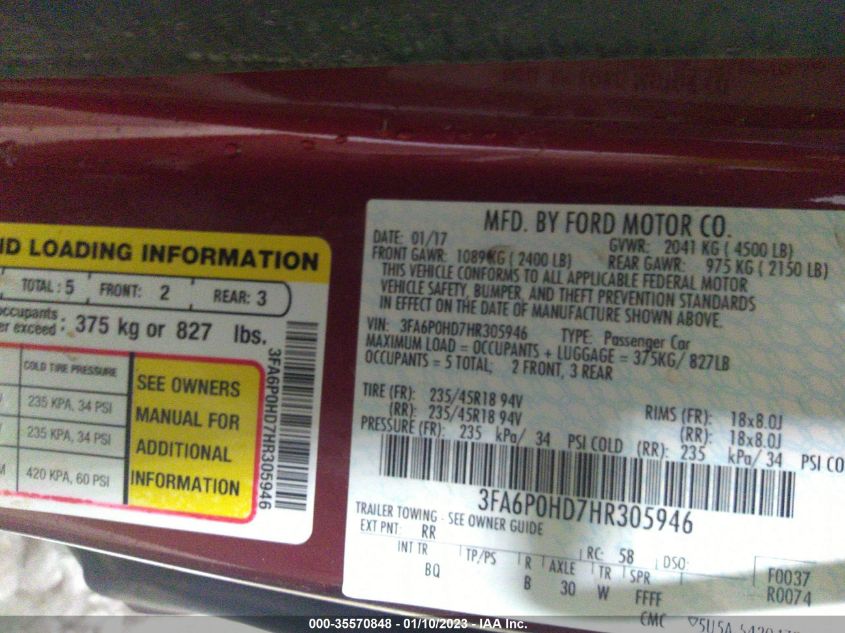 ND LOADING INFORMATION
TOTAL: 5 FRONT: 2 REAR: 3
occupants
exceed: 375 kg or 827 lbs.
COLD TIRE PRESSURE
235 KPA, 34 PSI
235 KPA, 34 PSI
420 KPA, 60 PSI
SEE OWNERS
MANUAL FOR
ADDITIONAL
INFORMATION
3FA6P0HD7HR305946
MFD. BY FORD MOTOR CO.
DATE: 01/17 GVWR: 2041 KG ( 4500 LB)
FRONT GAWR: 1089KG ( 2400 LB) REAR GAWR: 975 KG ( 2150 LB)
THIS VEHICLE CONFORMS TO ALL APPLICABLE FEDERAL MOTOR
VEHICLE SAFETY, BUMPER, AND THEFT PREVENTION STANDARDS
IN EFFECT ON THE DATE OF MANUFACTURE SHOWN ABOVE.
VIN: 3FA6P0HD7HR305946 TYPE: Passenger Car
MAXIMUM LOAD = OCCUPANTS + LUGGAGE = 375KG/ 827LB
OCCUPANTS = 5 TOTAL; 2 FRONT, 3 REAR
TIRE (FR): 235/45R18 94V RIMS (FR): 18x8.0J
(RR): 235/45R18 94V (RR): 18x8.0J
PRESSURE (FR): 235 kPa/ 34 PSI COLD (RR): 235 kPa/ 34 PSI CO
3FA6P0HD7HR305946
TRAILER TOWING - SEE OWNER GUIDE
EXT PNT: RR RC: 58 DSO:
INT TR TP/PS R AXLE TR SPR F0037
BQ B 30 W FFFF R0074
CMC
000-35570848 - 01/10/2023 - IAA Inc.